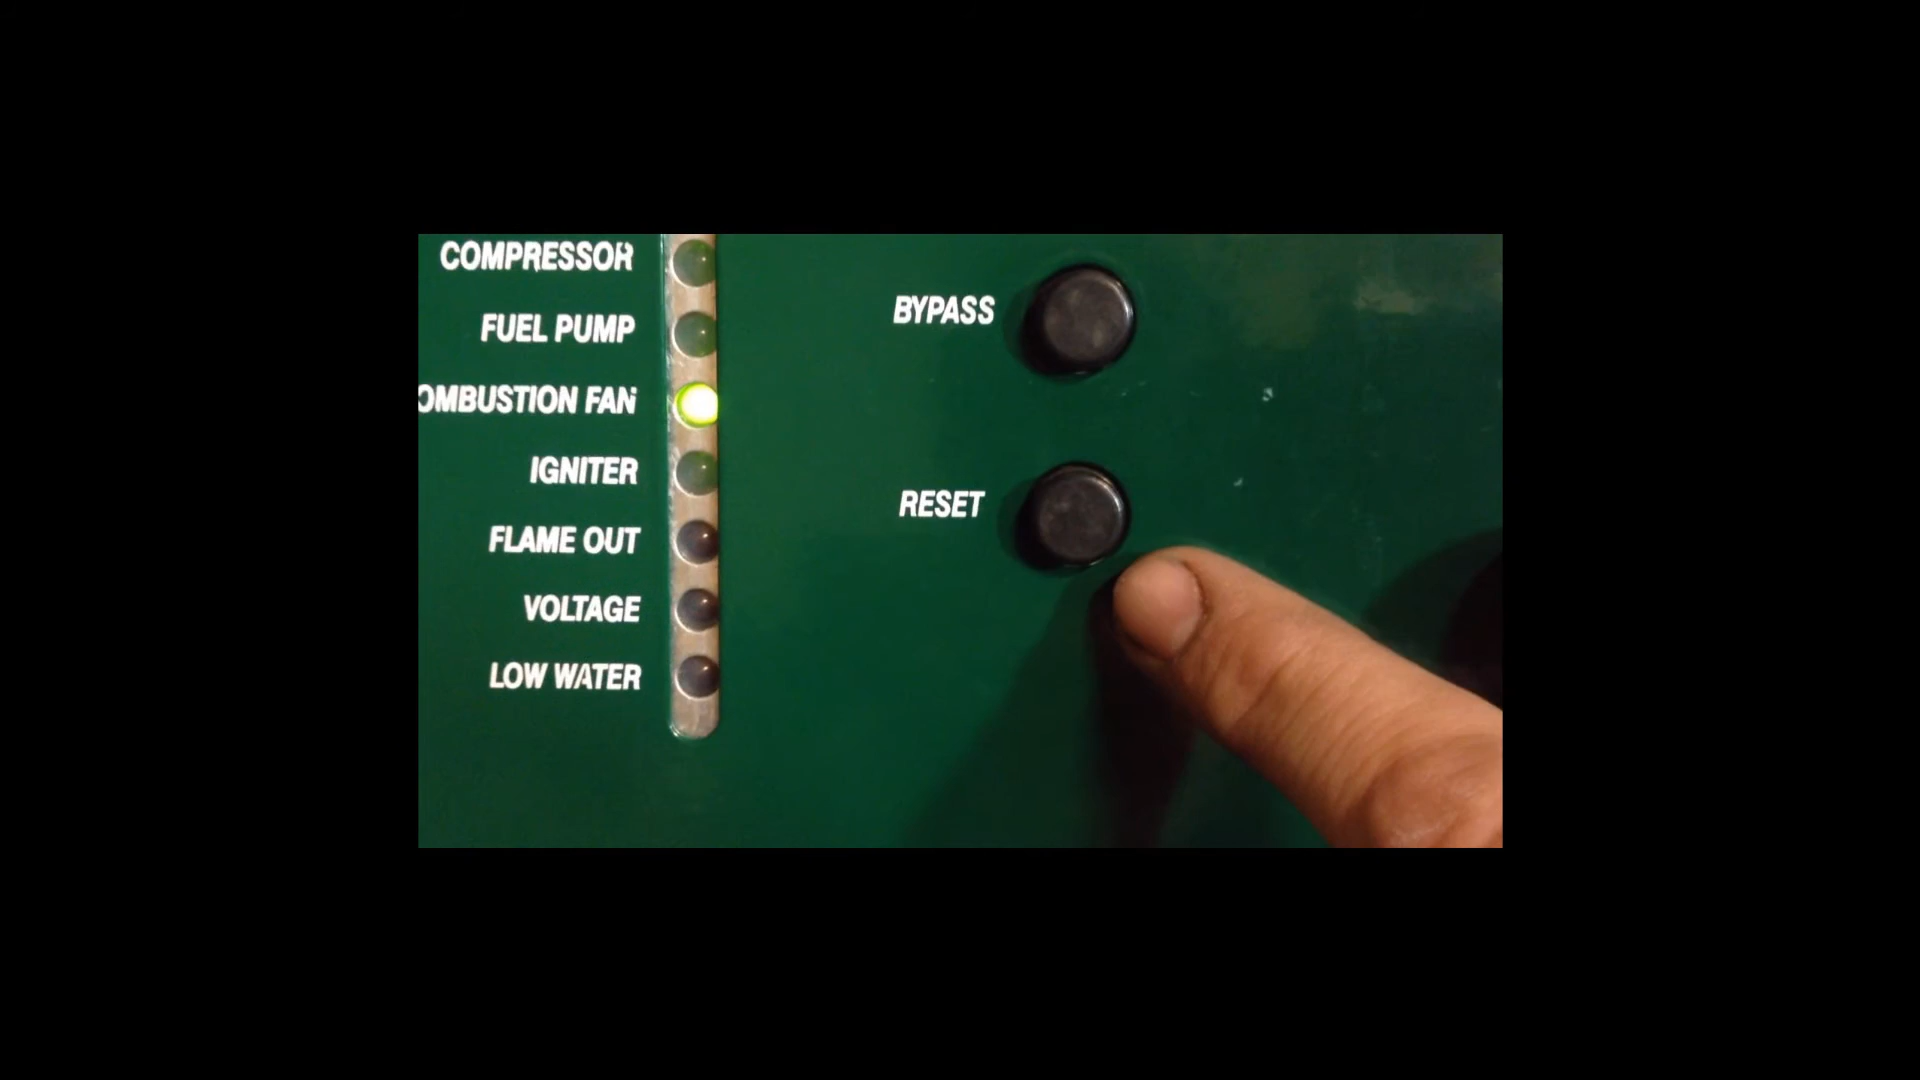 COMPRESSOR
FUEL PUMP
OMBUSTION FAN
IGNITER
FLAME OUT
VOLTAGE
LOW WATER
BYPASS
RESET